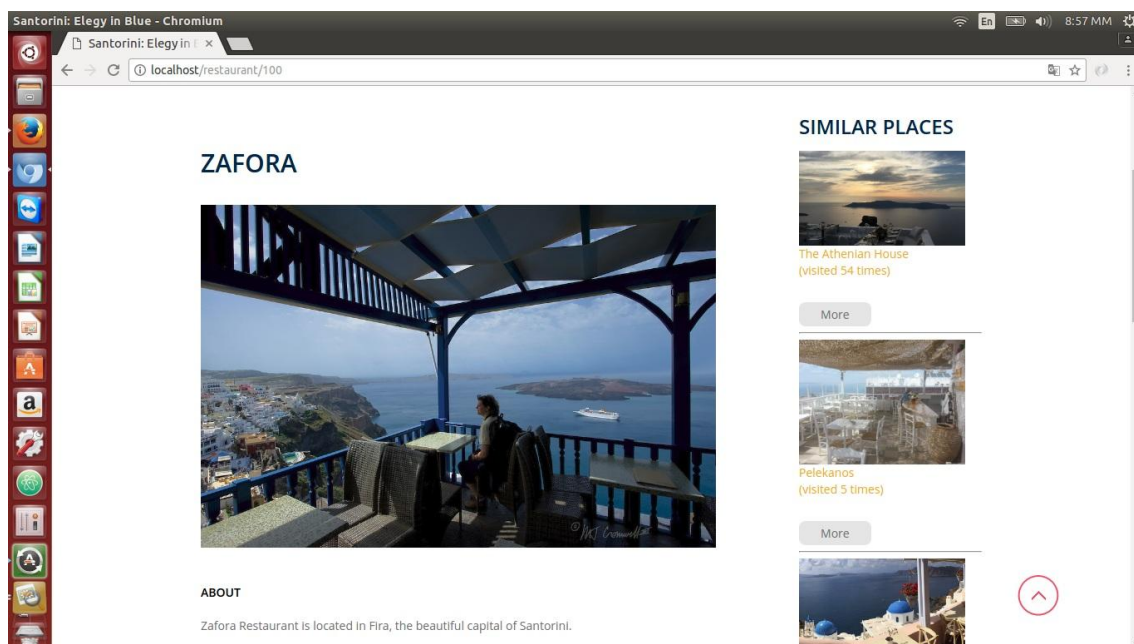 Santorini: Elegy in Blue - Chromium
En
8:57 MM
Santorini: Elegy in
localhost/restaurant/100
SIMILAR PLACES
ZAFORA
The Athenian House
(visited 54 times)
More
Pelekanos
(visited 5 times)
More
ABOUT
Zafora Restaurant is located in Fira, the beautiful capital of Santorini.